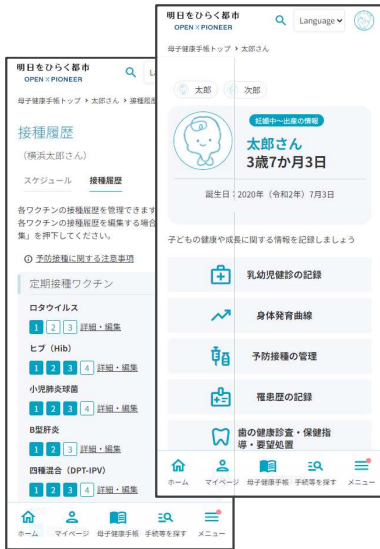 明日をひらく都市
OPEN×PIONEER
母子健康手帳トップ > 太郎さん > 接種履歴
接種履歴
（横浜太郎さん）
スケジュール 接種履歴
各ワクチンの接種履歴を管理できます
各ワクチンの接種履歴を編集する場合
集」を押下してください。
予防接種に関する注意事項
定期接種ワクチン
ロタウイルス
1 2 3 詳細・編集
ヒブ（Hib）
1 2 3 4 詳細・編集
小児肺炎球菌
1 2 3 4 詳細・編集
B型肝炎
1 2 3 詳細・編集
四種混合（DPT-IPV）
1 2 3 4 詳細・編集
ホーム マイページ 母子健康手帳 手続等を探す メニュー
明日をひらく都市
OPEN×PIONEER
Language
母子健康手帳トップ > 太郎さん
太郎 次郎
妊娠中～出産の情報
太郎さん
3歳7か月3日
誕生日：2020年（令和2年）7月3日
子どもの健康や成長に関する情報を記録しましょう
乳幼児健診の記録
身体発育曲線
予防接種の管理
罹患歴の記録
歯の健康診査・保健指
導・要望処置
ホーム マイページ 母子健康手帳 手続等を探す メニュー